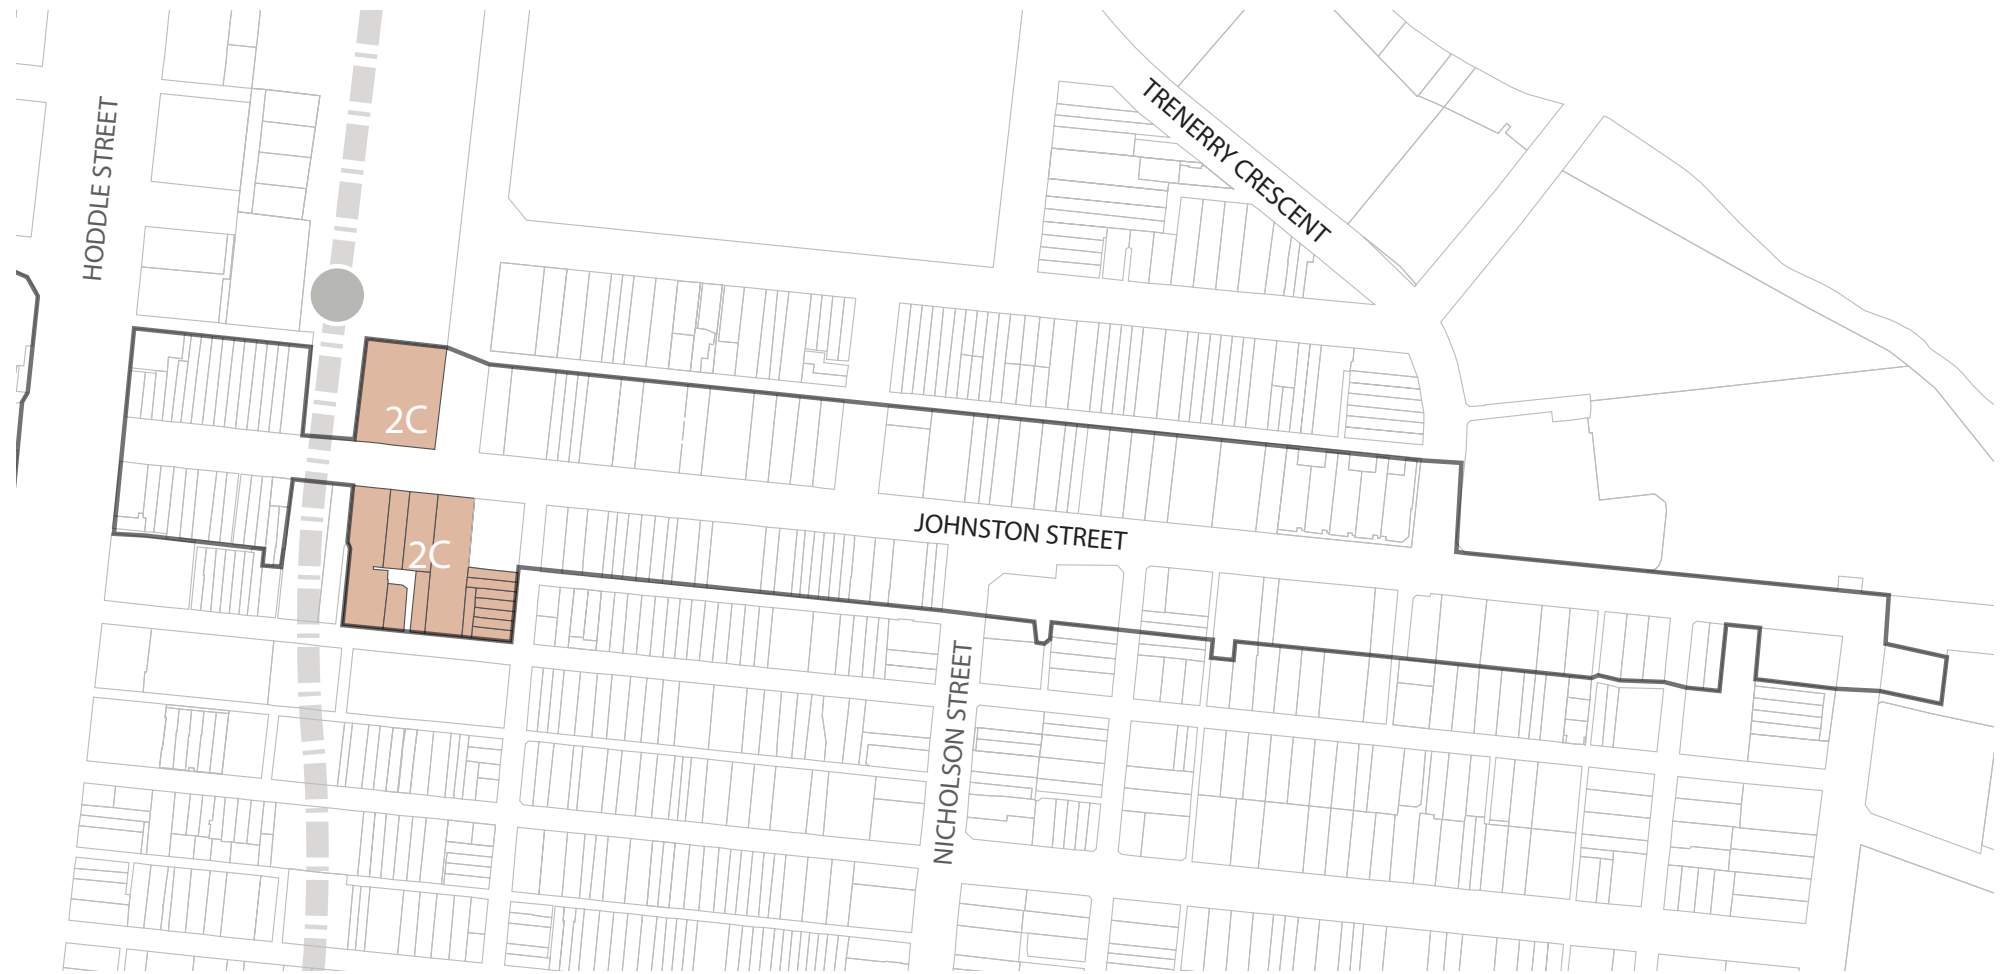 TRENERRY CRESCENT
HODDLE STREET
2C
JOHNSTON STREET
2C
NICHOLSON STREET